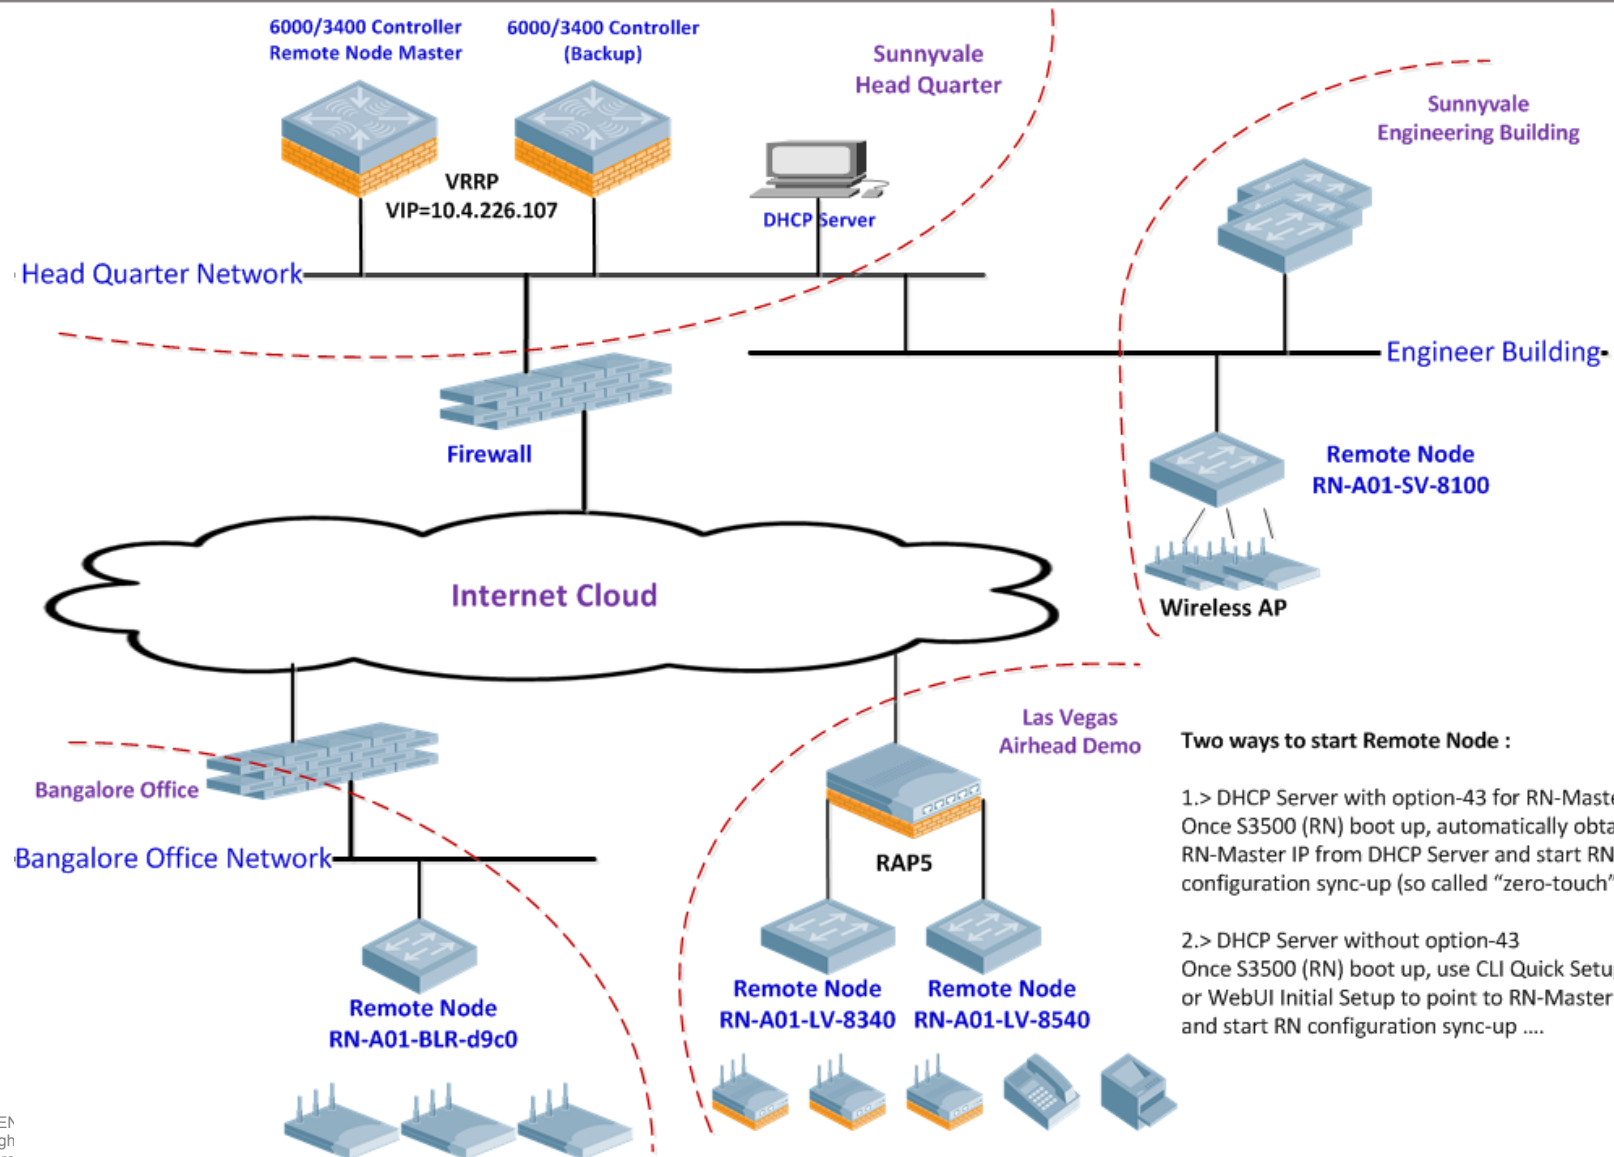 6000/3400 Controller
Remote Node Master
6000/3400 Controller
(Backup)
Sunnyvale
Head Quarter
Sunnyvale
Engineering Building
VRRP
VIP=10.4.226.107
DHCP Server
Head Quarter Network
Engineer Building
Firewall
Remote Node
RN-A01-SV-8100
Internet Cloud
Wireless AP
Las Vegas
Airhead Demo
Two ways to start Remote Node :
Bangalore Office
1.> DHCP Server with option-43 for RN-Maste
Once S3500 (RN) boot up, automatically obta
RN-Master IP from DHCP Server and start RN
configuration sync-up (so called “zero-touch”
Bangalore Office Network
RAP5
2.> DHCP Server without option-43
Once S3500 (RN) boot up, use CLI Quick Setu
or WebUI Initial Setup to point to RN-Master
and start RN configuration sync-up ....
Remote Node
RN-A01-BLR-d9c0
Remote Node
RN-A01-LV-8340
Remote Node
RN-A01-LV-8540